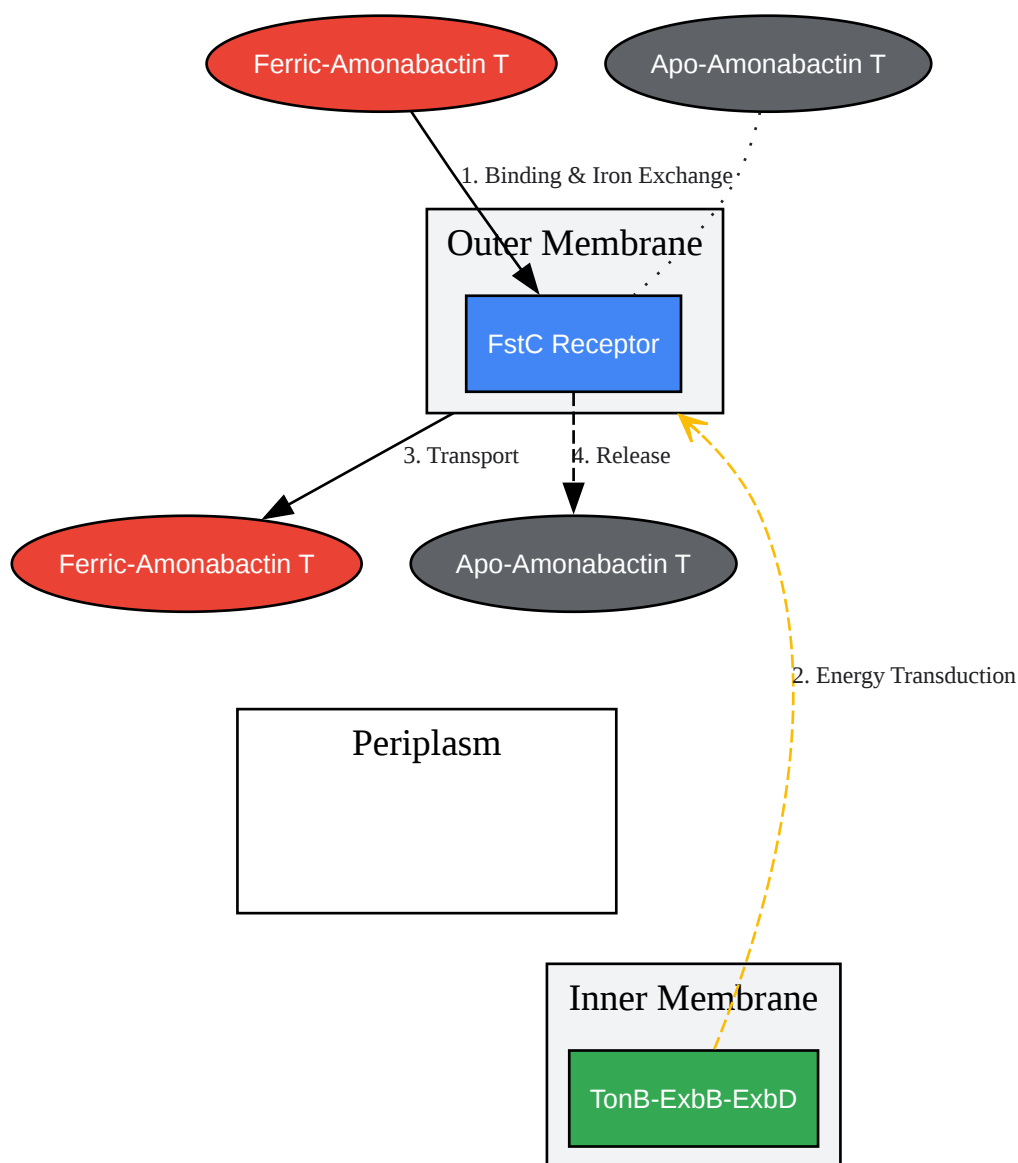 Ferric-Amonabactin T
Apo-Amonabactin T
1. Binding & Iron Exchange
Outer Membrane
FstC Receptor
3. Transport
4. Release
Ferric-Amonabactin T
Apo-Amonabactin T
2. Energy Transduction
Periplasm
Inner Membrane
TonB-ExbB-ExbD